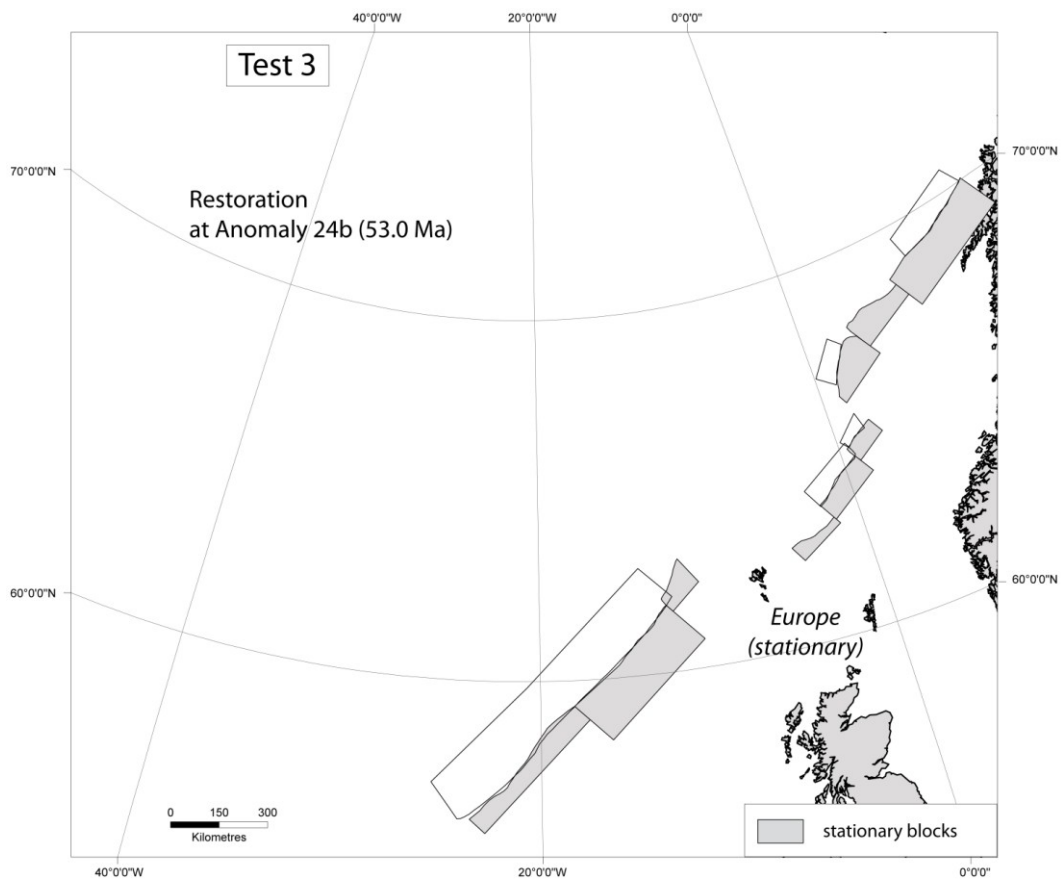 40°0'0"W
20°0'0"W
0°0'0"
Test 3
70°0'0"N
70°0'0"N
Restoration
at Anomaly 24b (53.0 Ma)
60°0'0"N
60°0'0"N
Europe
(stationary)
0 150 300
Kilometres
stationary blocks
40°0'0"W
20°0'0"W
0°0'0"